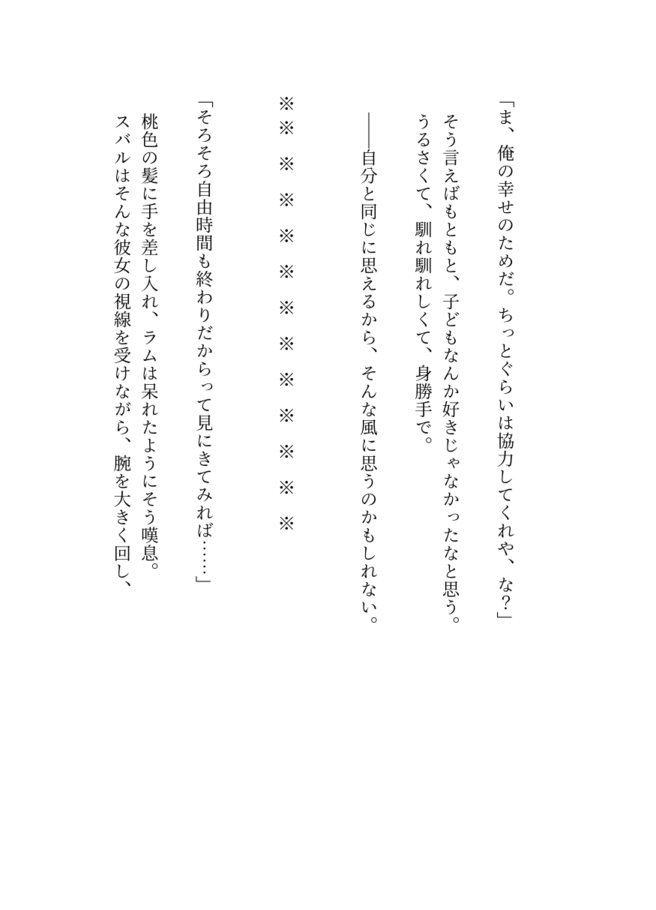 「ま、俺の幸せのためだ。ちっとぐらいは協力してくれや、な？」
そう言えばもともと、子どもなんか好きじゃなかったなと思う。
うるさくて、馴れ馴れしくて、身勝手で。
――自分と同じに思えるから、そんな風に思うのかもしれない。
※※　※　※　※　※　※　※　※　※　※　※　※
「そろそろ自由時間も終わりだからって見にきてみれば……」
桃色の髪に手を差し入れ、ラムは呆れたようにそう嘆息。
スバルはそんな彼女の視線を受けながら、腕を大きく回し、